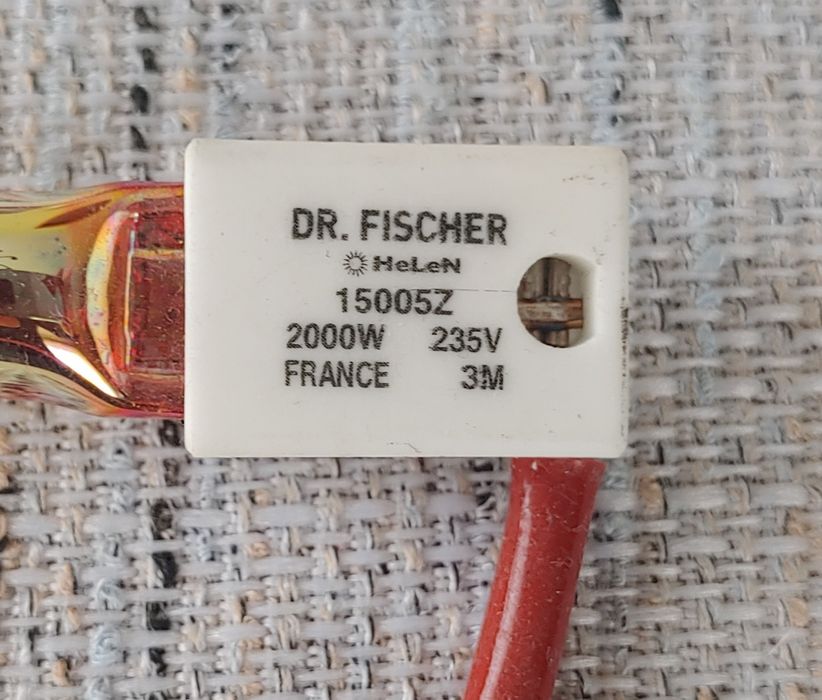 DR. FISCHER
HeLeN
15005Z
2000W 235V
FRANCE 3M